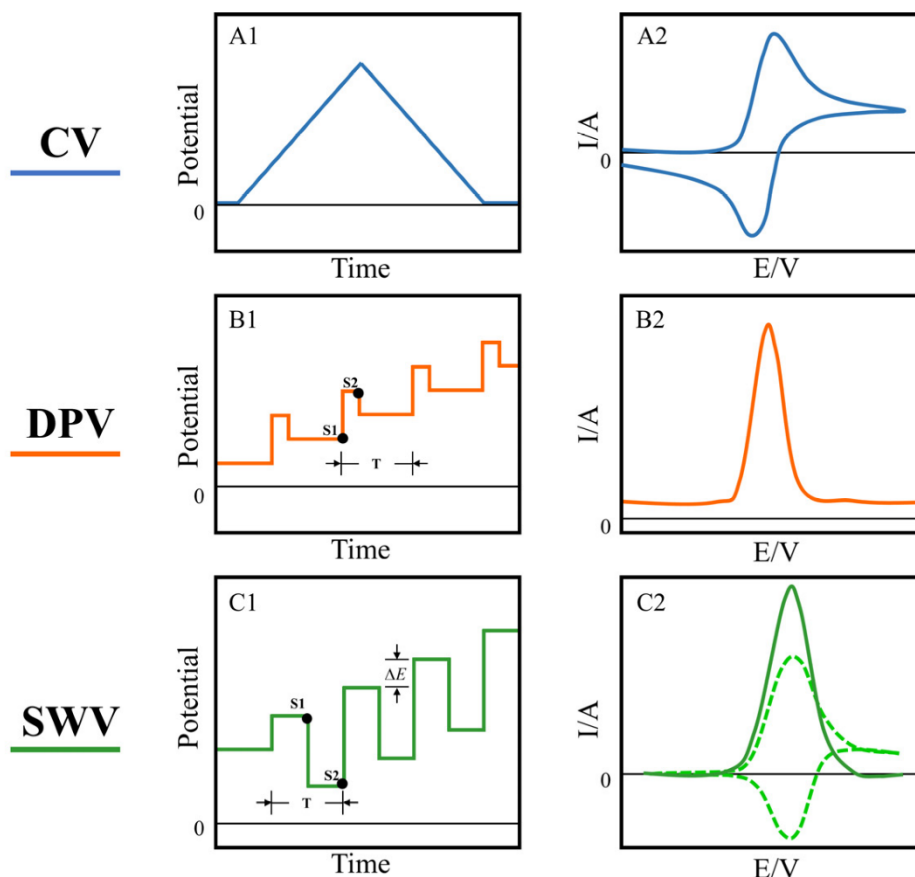 CV
A1
Potential
0
Time
A2
I/A
0
E/V
DPV
B1
Potential
S2
S1
T
0
Time
B2
I/A
0
E/V
SWV
C1
Potential
S1
ΔE
S2
T
0
Time
C2
I/A
0
E/V